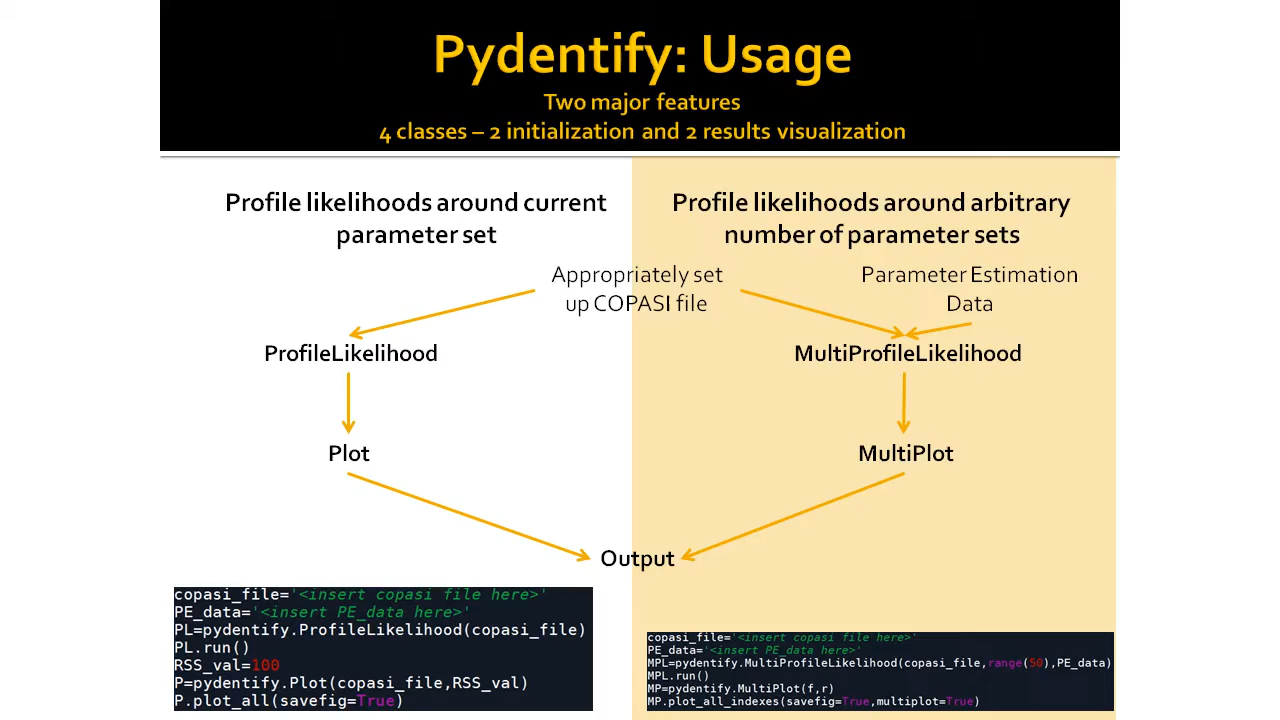 Pydentify: Usage
Two major features
4 classes – 2 initialization and 2 results visualization
Profile likelihoods around current
parameter set
Profile likelihoods around arbitrary
number of parameter sets
Appropriately set
up COPASI file
Parameter Estimation
Data
ProfileLikelihood
MultiProfileLikelihood
Plot
MultiPlot
Output
copasi_file='<insert copasi file here>'
PE_data='<insert PE_data here>'
PL=pydentify.ProfileLikelihood(copasi_file)
PL.run()
RSS_val=100
P=pydentify.Plot(copasi_file,RSS_val)
P.plot_all(savefig=True)
copasi_file='<insert copasi file here>'
PE_data='<insert PE_data here>'
MPL=pydentify.MultiProfileLikelihood(copasi_file,range(50),PE_data)
MPL.run()
MP=pydentify.MultiPlot(f,r)
MP.plot_all_indexes(savefig=True,multiplot=True)